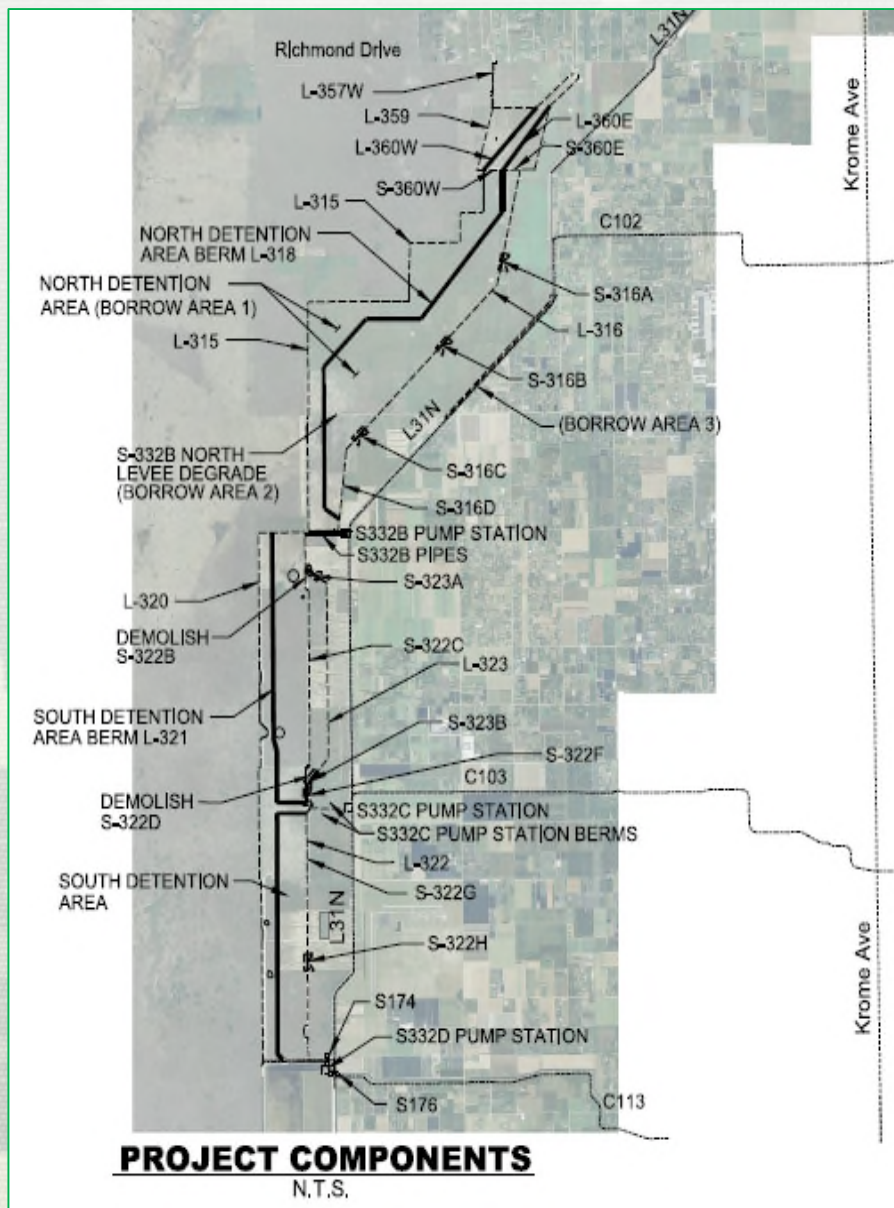 Richmond Drive
L31N
L-357W
L-359
L-360E
L-360W
S-360E
Krome Ave
S-360W
L-315
C102
NORTH DETENTION
AREA BERM L-318
S-316A
NORTH DETENTION
AREA (BORROW AREA 1)
L-316
L-315
S-316B
L31N
(BORROW AREA 3)
S-332B NORTH
LEVEE DEGRADE
(BORROW AREA 2)
S-316C
S-316D
S332B PUMP STATION
S332B PIPES
S-323A
L-320
DEMOLISH
S-322B
S-322C
L-323
SOUTH DETENTION
AREA BERM L-321
S-323B
S-322F
C103
DEMOLISH
S-322D
S332C PUMP STATION
S332C PUMP STATION BERMS
L-322
SOUTH DETENTION
AREA
S-322G
L31N
S-322H
Krome Ave
S174
S332D PUMP STATION
S176
C113
PROJECT COMPONENTS
N.T.S.